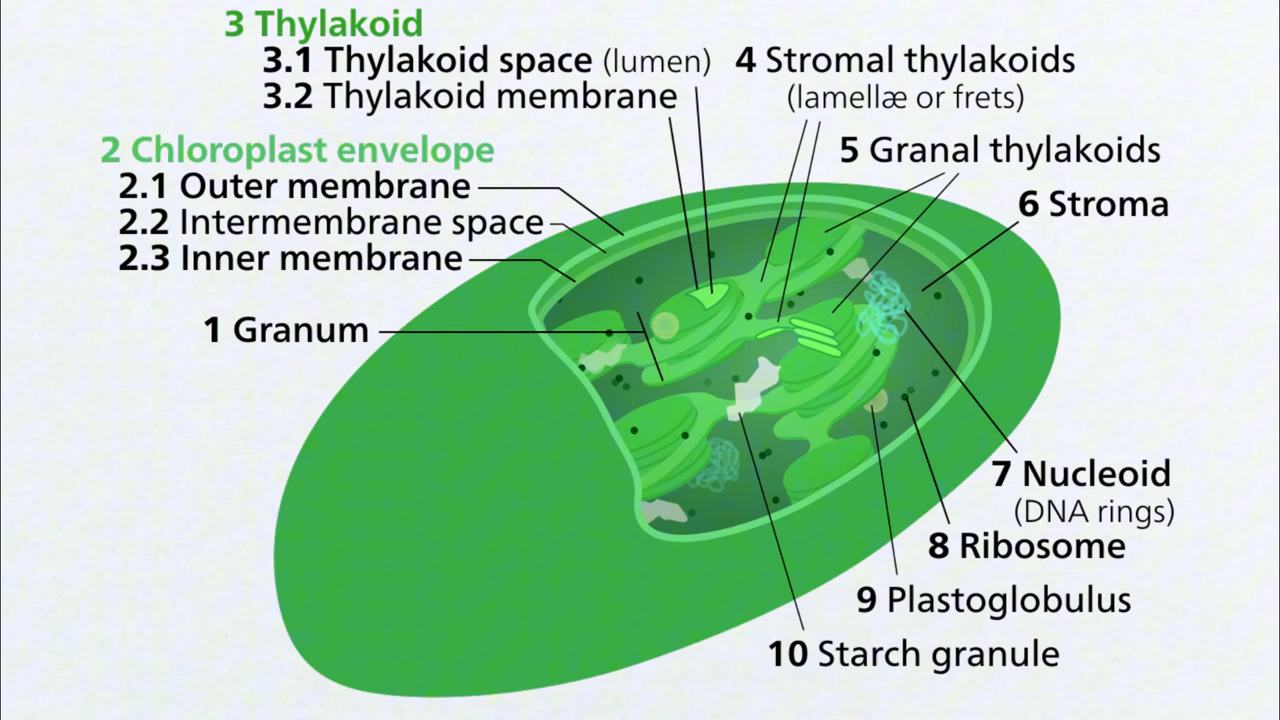 3 Thylakoid
3.1 Thylakoid space (lumen)
3.2 Thylakoid membrane
4 Stromal thylakoids
(lamellæ or frets)
2 Chloroplast envelope
2.1 Outer membrane
2.2 Intermembrane space
2.3 Inner membrane
5 Granal thylakoids
6 Stroma
1 Granum
7 Nucleoid
(DNA rings)
8 Ribosome
9 Plastoglobulus
10 Starch granule